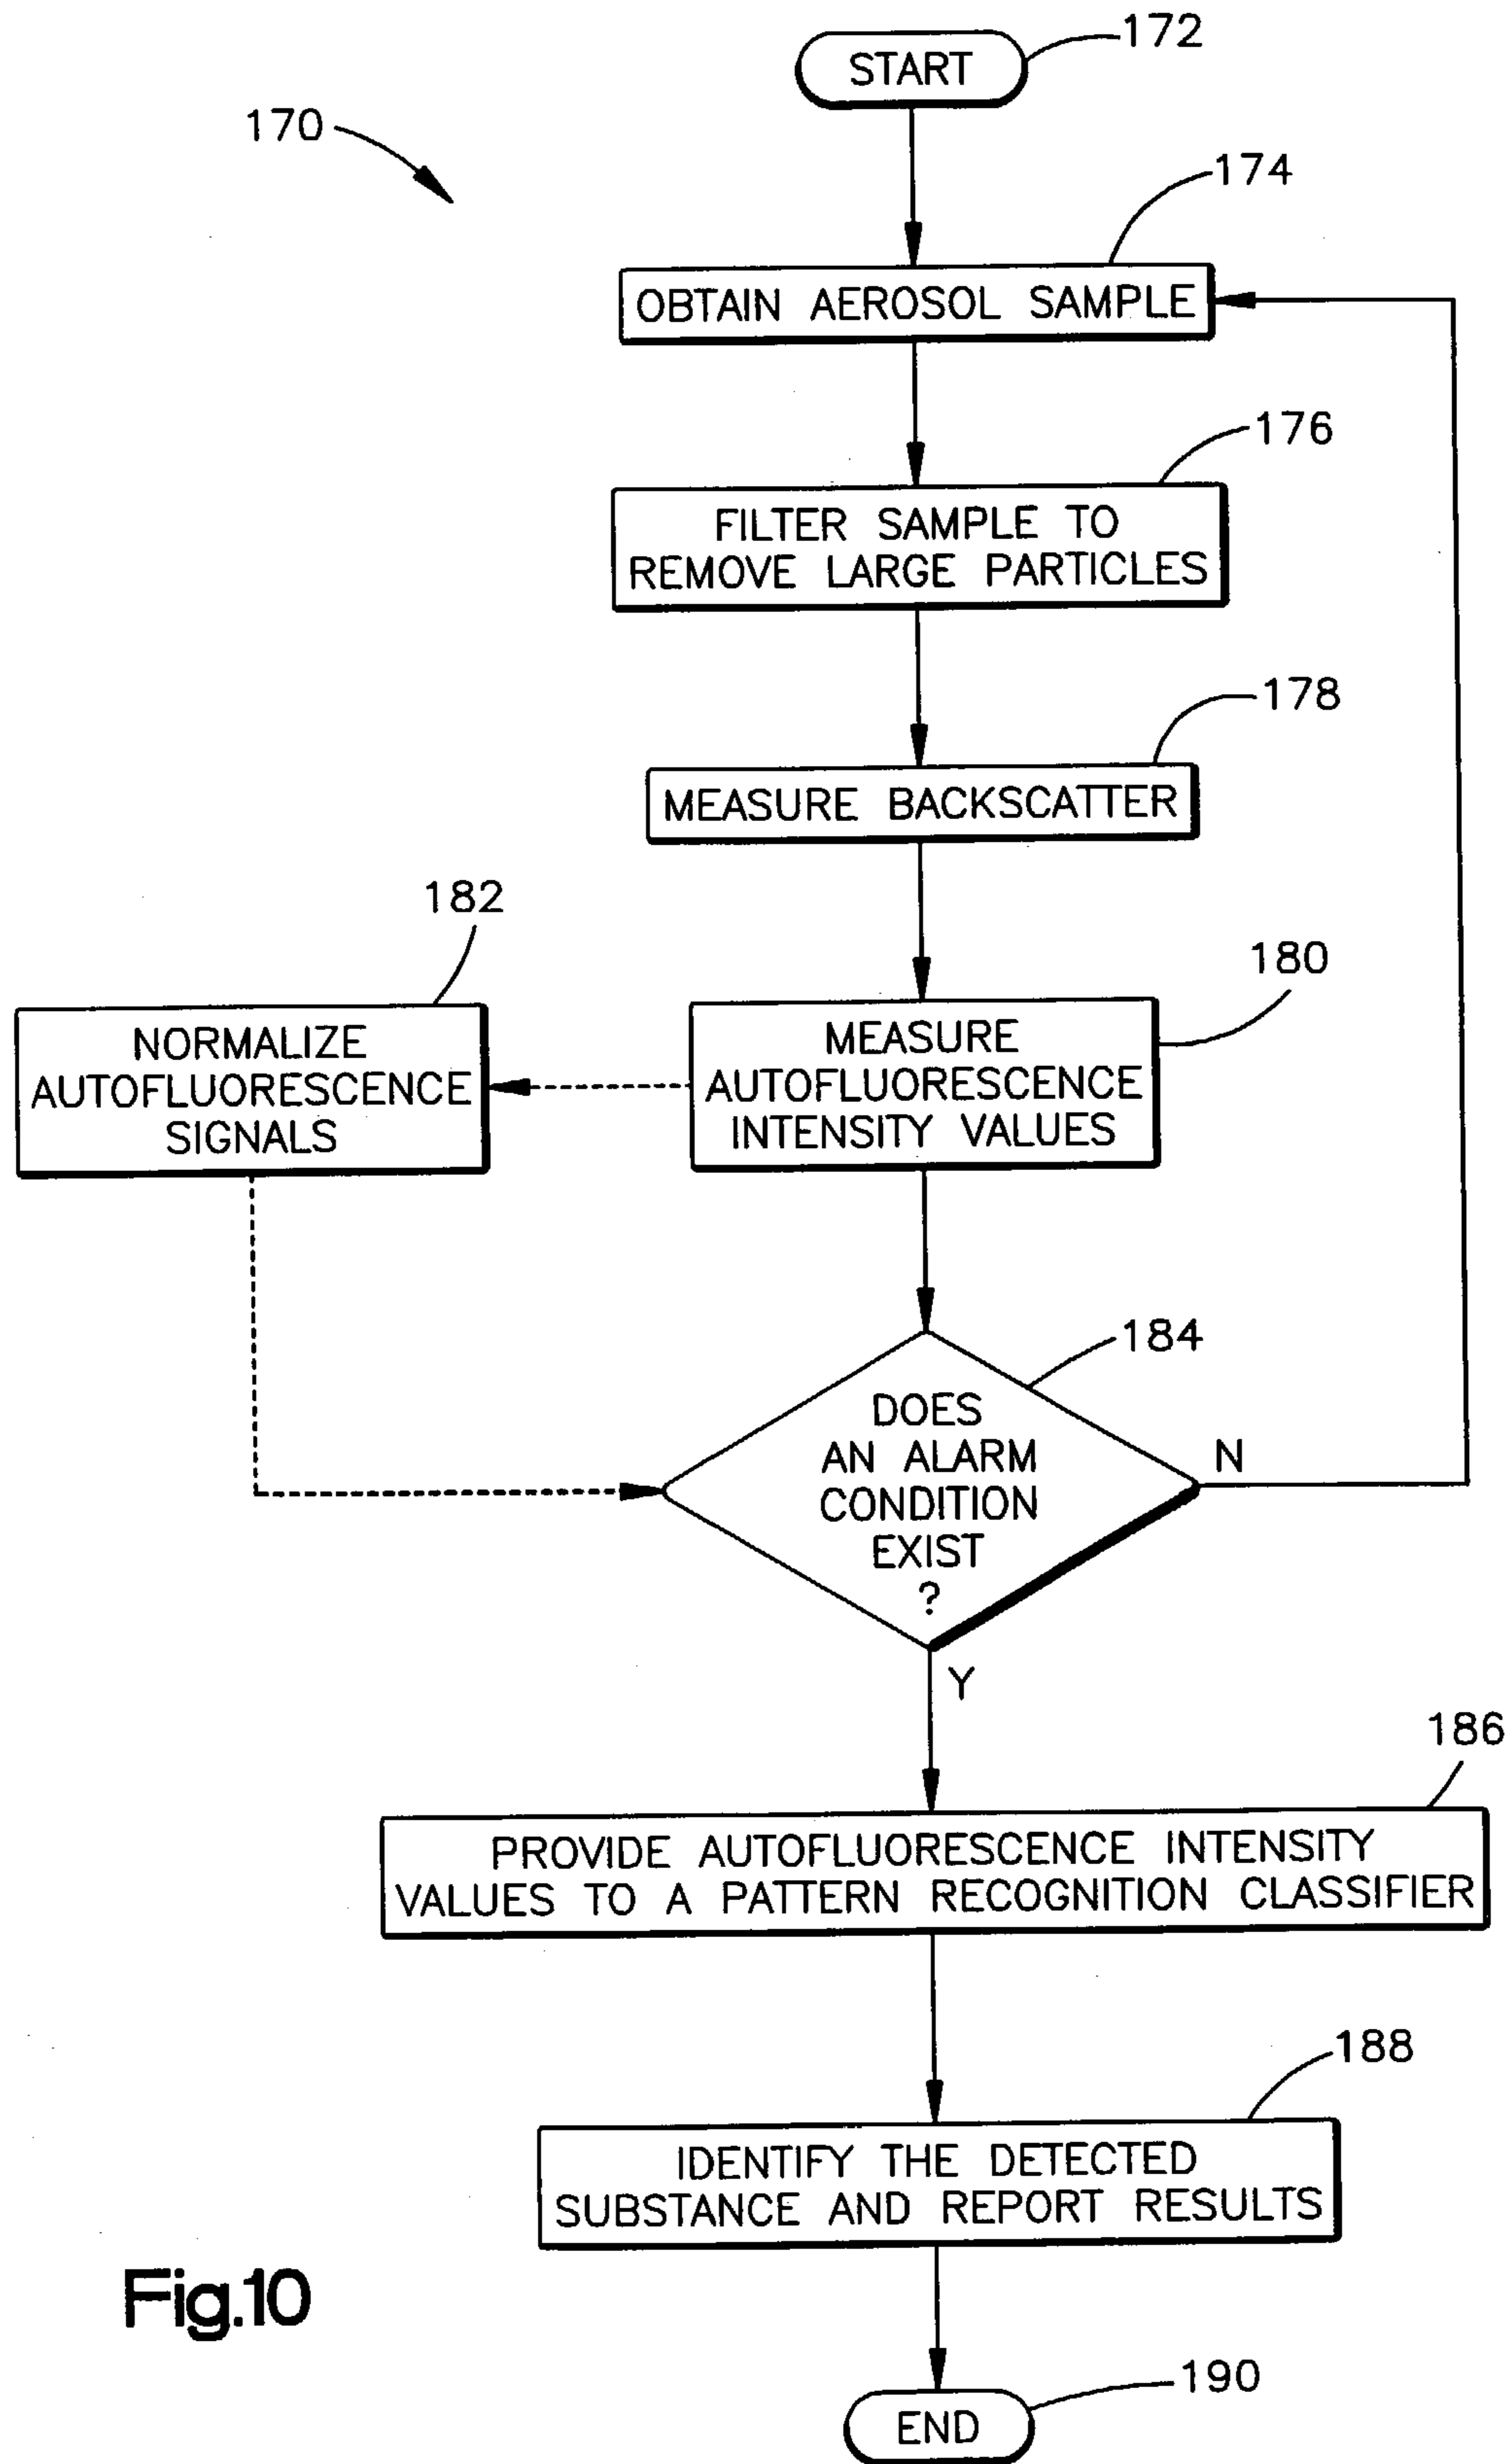 172
START
170
174
OBTAIN AEROSOL SAMPLE
176
FILTER SAMPLE TO
REMOVE LARGE PARTICLES
178
MEASURE BACKSCATTER
182
180
NORMALIZE
AUTOFLUORESCENCE
SIGNALS
MEASURE
AUTOFLUORESCENCE
INTENSITY VALUES
184
DOES
AN ALARM
CONDITION
EXIST
?
N
Y
186
PROVIDE AUTOFLUORESCENCE INTENSITY
VALUES TO A PATTERN RECOGNITION CLASSIFIER
188
IDENTIFY THE DETECTED
SUBSTANCE AND REPORT RESULTS
Fig.10
190
END